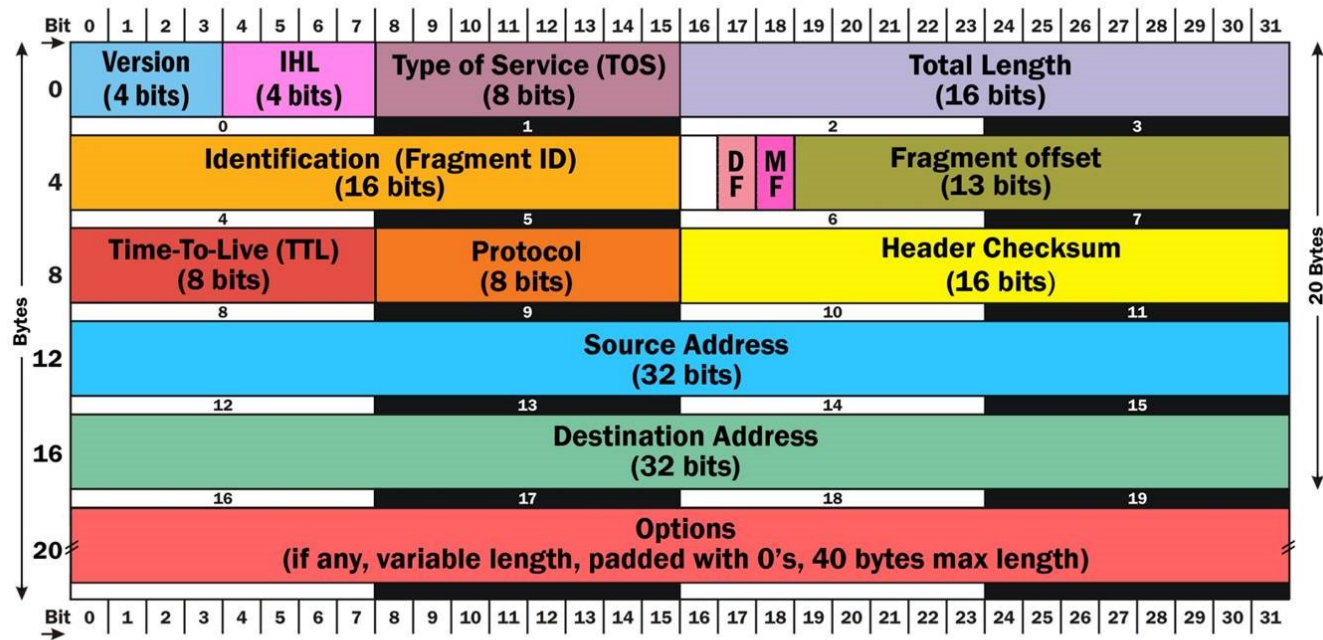 Bit 0 1 2 3 4 5 6 7 8 9 10 11 12 13 14 15 16 17 18 19 20 21 22 23 24 25 26 27 28 29 30 31
Version
(4 bits)
IHL
(4 bits)
Type of Service (TOS)
(8 bits)
Total Length
(16 bits)
0
0 1 2 3
Identification (Fragment ID)
(16 bits)
DF
MF
Fragment offset
(13 bits)
4
4 5 6 7
Time-To-Live (TTL)
(8 bits)
Protocol
(8 bits)
Header Checksum
(16 bits)
8
8 9 10 11
Source Address
(32 bits)
12
12 13 14 15
Destination Address
(32 bits)
16
16 17 18 19
Options
(if any, variable length, padded with 0's, 40 bytes max length)
20
Bytes
20 Bytes
Bit 0 1 2 3 4 5 6 7 8 9 10 11 12 13 14 15 16 17 18 19 20 21 22 23 24 25 26 27 28 29 30 31